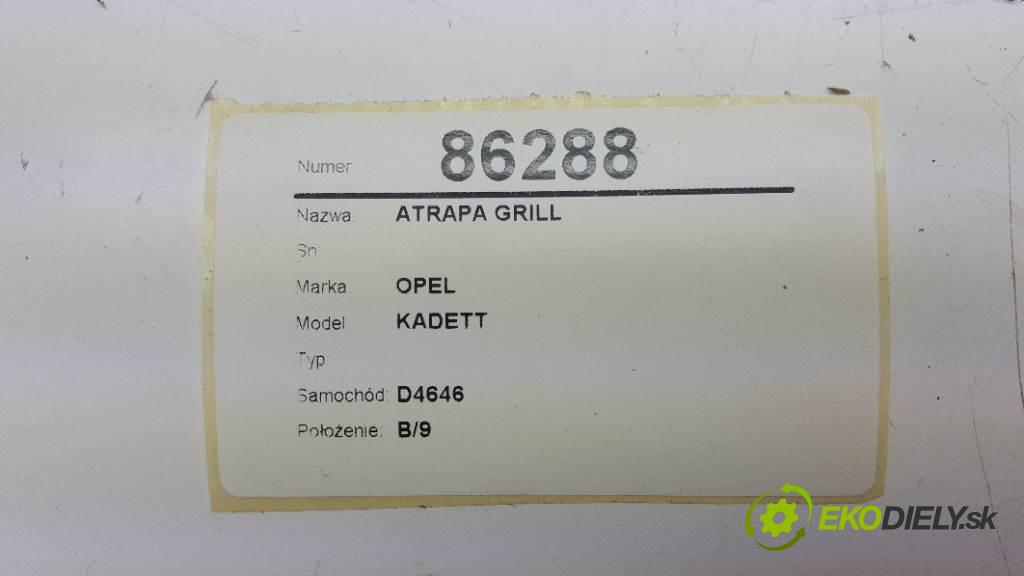 Numer 86288
Nazwa: ATRAPA GRILL
Sn
Marka OPEL
Model KADETT
Typ
Samochód: D4646
Położenie: B/9
EKODIELY.sk